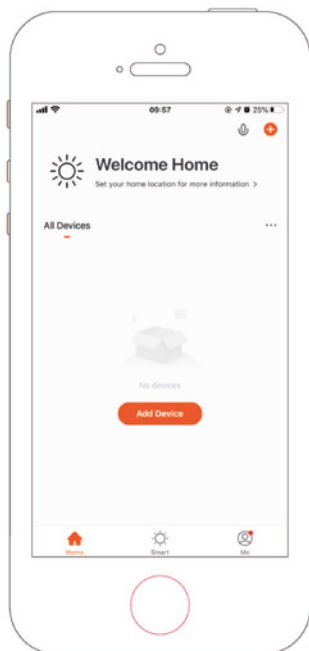 09:57 25%
Welcome Home
Set your home location for more information >
All Devices
...
No devices
Add Device
Home Smart Me